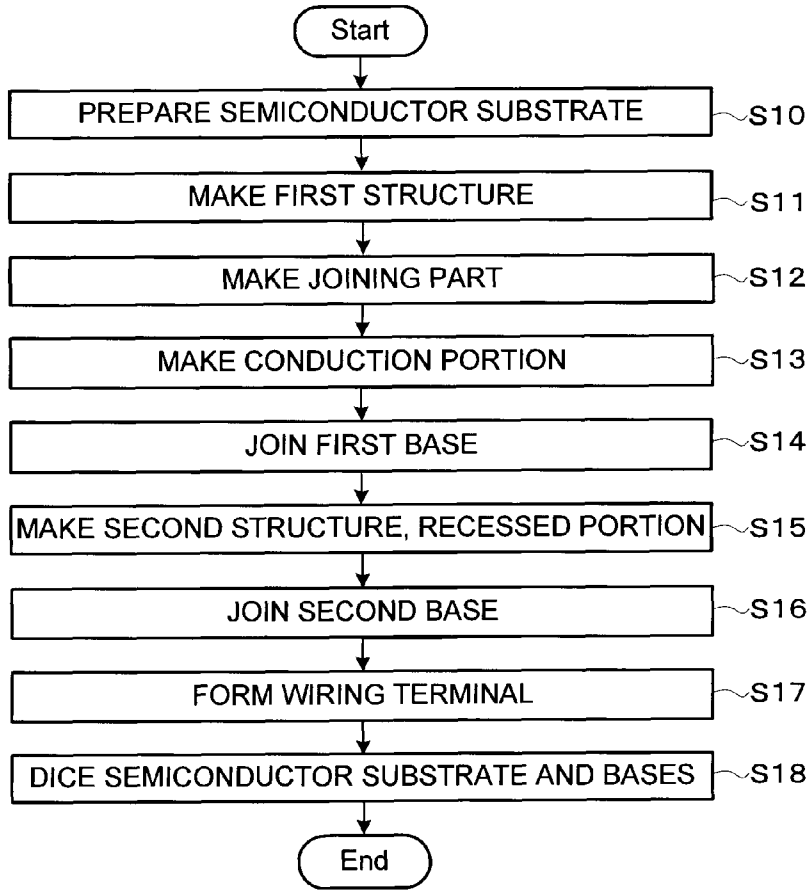 Start
PREPARE SEMICONDUCTOR SUBSTRATE S10
MAKE FIRST STRUCTURE S11
MAKE JOINING PART S12
MAKE CONDUCTION PORTION S13
JOIN FIRST BASE S14
MAKE SECOND STRUCTURE, RECESSED PORTION S15
JOIN SECOND BASE S16
FORM WIRING TERMINAL S17
DICE SEMICONDUCTOR SUBSTRATE AND BASES S18
End